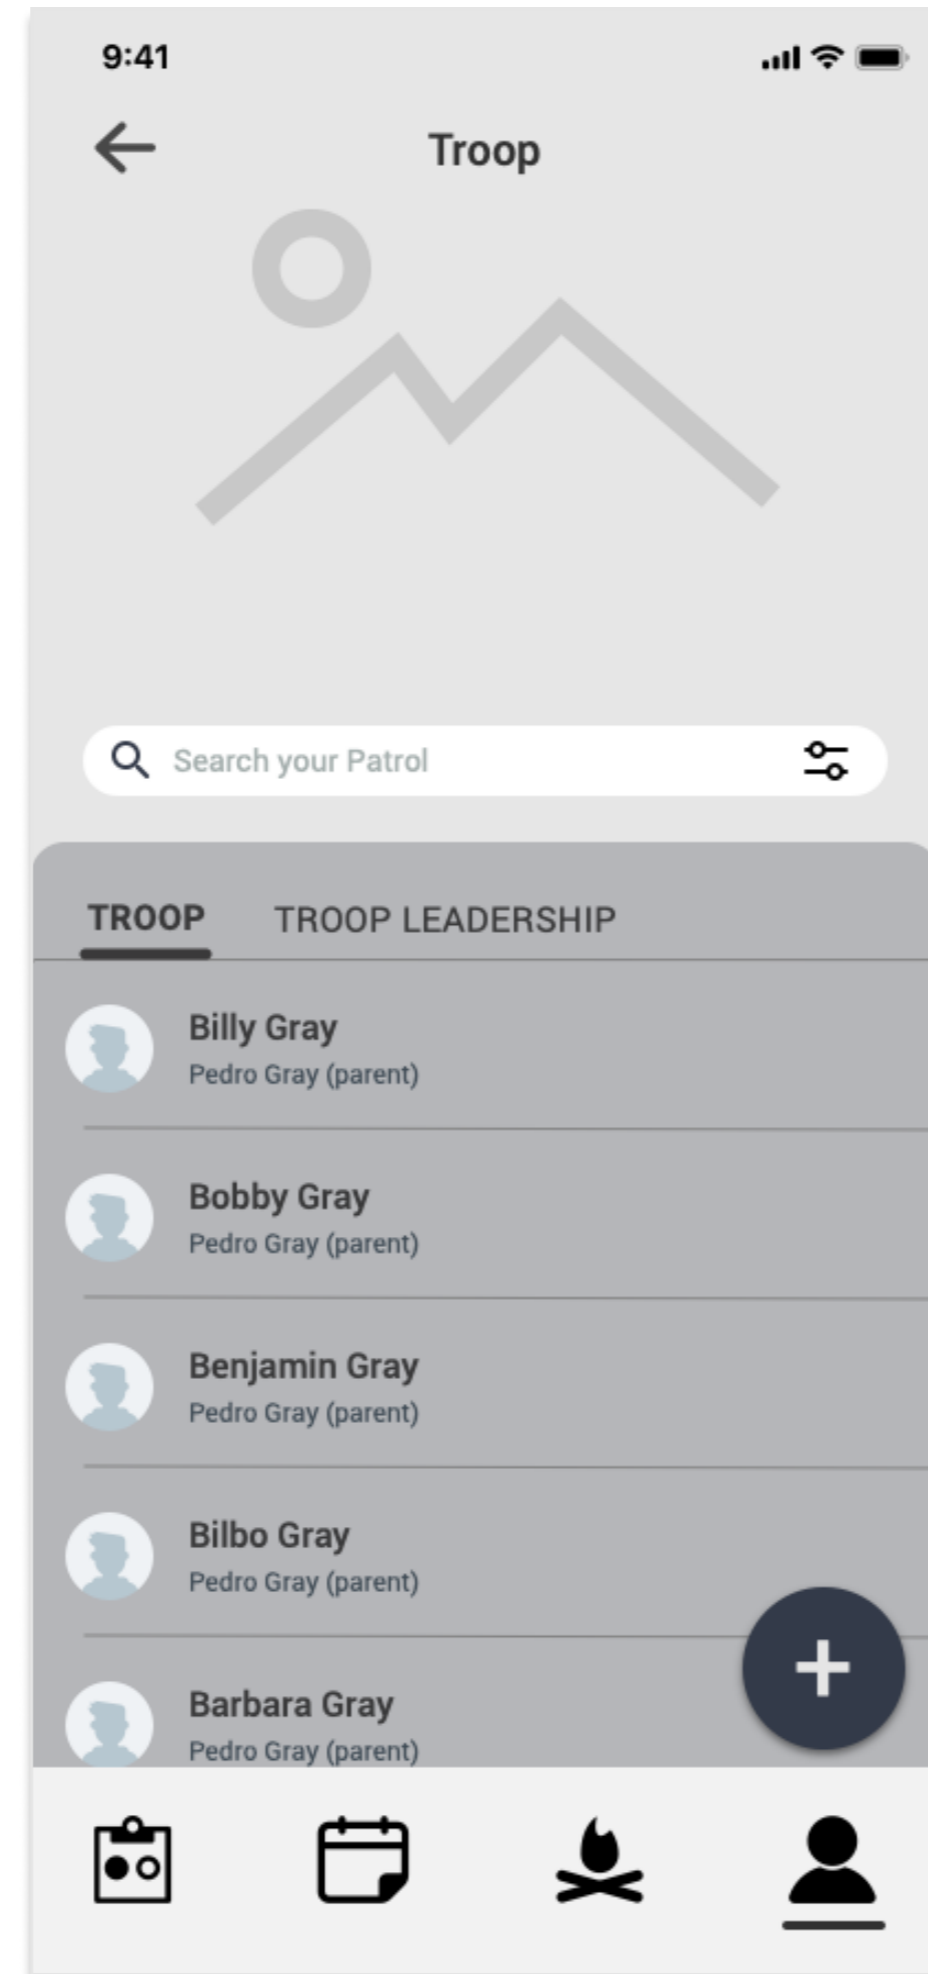 9:41
Troop
Search your Patrol
TROOP TROOP LEADERSHIP
Billy Gray
Pedro Gray (parent)
Bobby Gray
Pedro Gray (parent)
Benjamin Gray
Pedro Gray (parent)
Bilbo Gray
Pedro Gray (parent)
Barbara Gray
Pedro Gray (parent)